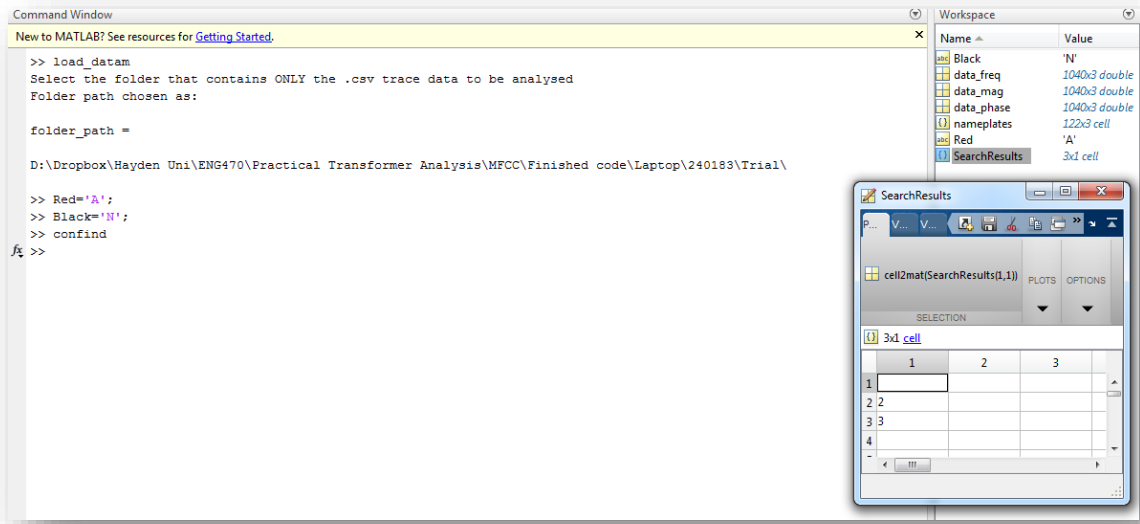 Command Window
New to MATLAB? See resources for Getting Started.
>> load_datam
Select the folder that contains ONLY the .csv trace data to be analysed
Folder path chosen as:
folder_path =
D:\Dropbox\Hayden Uni\ENG470\Practical Transformer Analysis\MFCC\Finished code\Laptop\240183\Trial\
>> Red='A';
>> Black='N';
>> confind
fx >>
Workspace
Name Value
abc Black 'N'
data_freq 1040x3 double
data_mag 1040x3 double
data_phase 1040x3 double
{} nameplates 122x3 cell
abc Red 'A'
{} SearchResults 3x1 cell
SearchResults
P... V... V...
cell2mat(SearchResults(1,1)) PLOTS OPTIONS
SELECTION
{} 3x1 cell
1 2 3
1
2 2
3 3
4